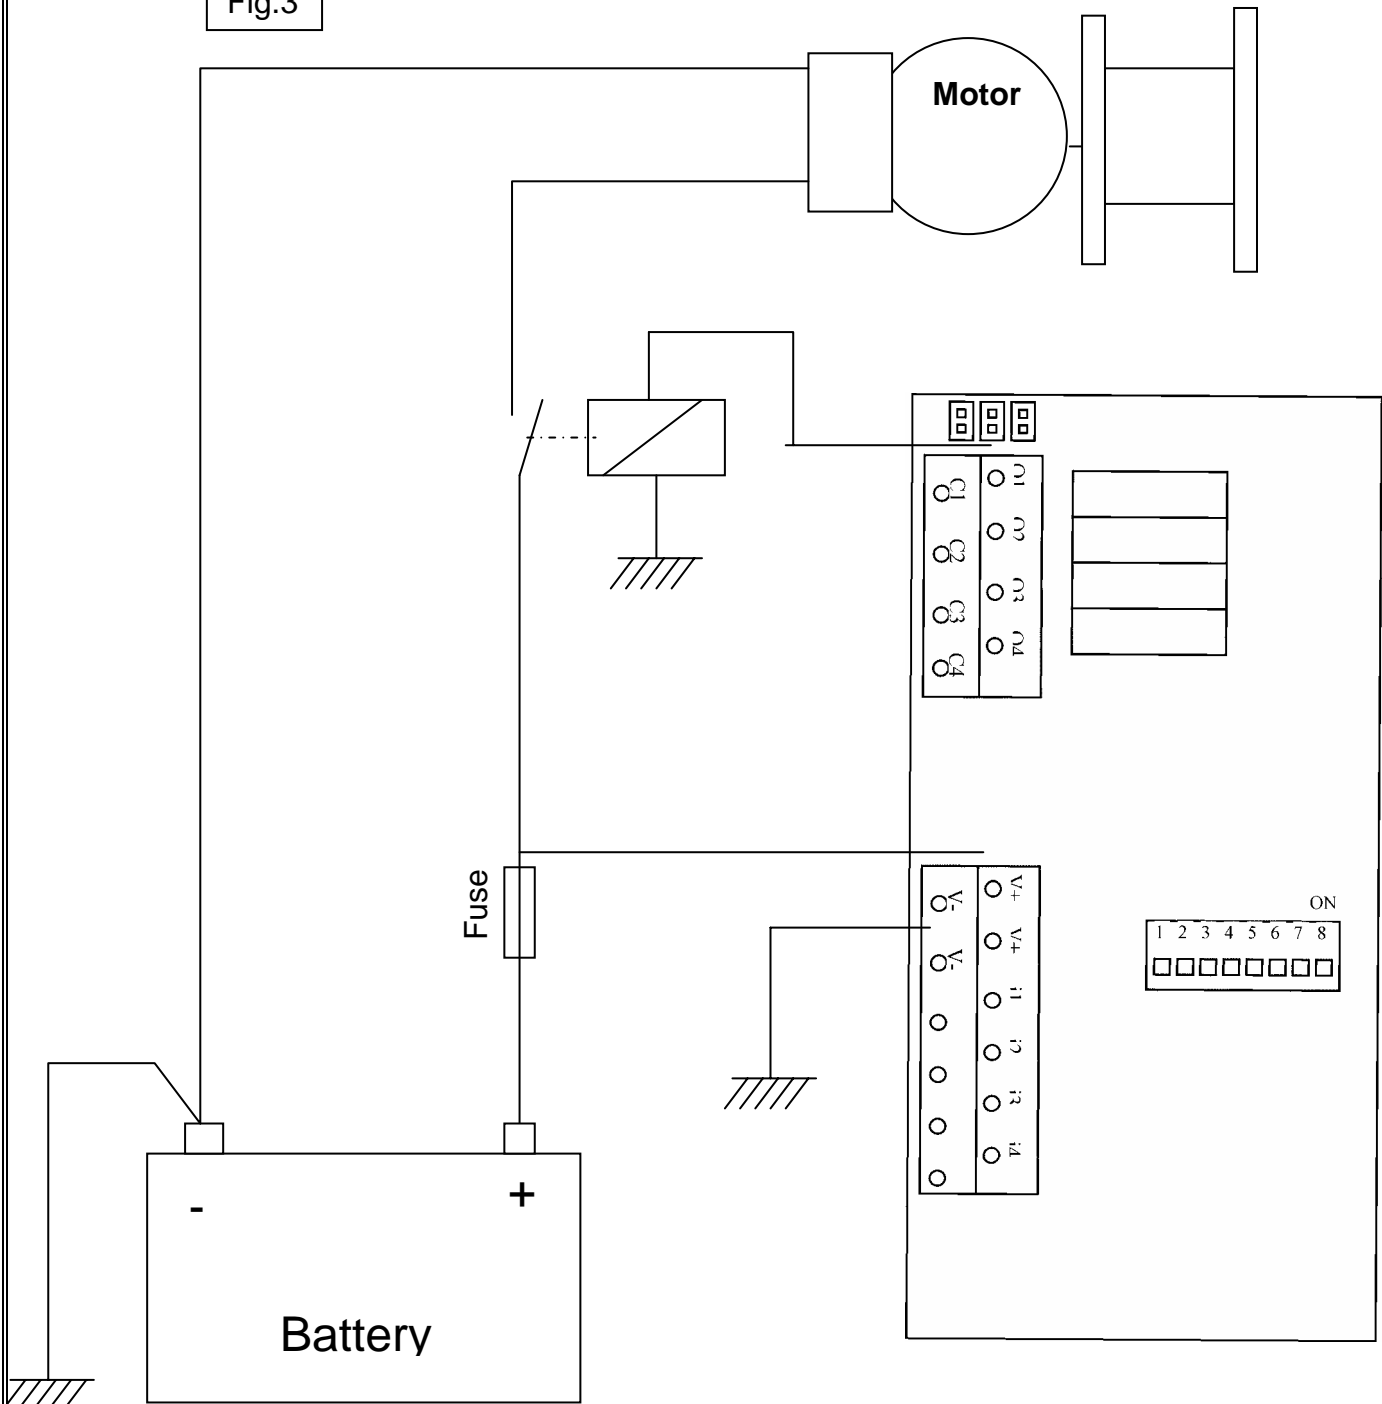 Fig.3
Motor
C1
C2
C3
C4
O1
O2
O3
O4
Fuse
V-
V-
V+
V+
i1
i2
i3
i4
ON
1 2 3 4 5 6 7 8
-
+
Battery